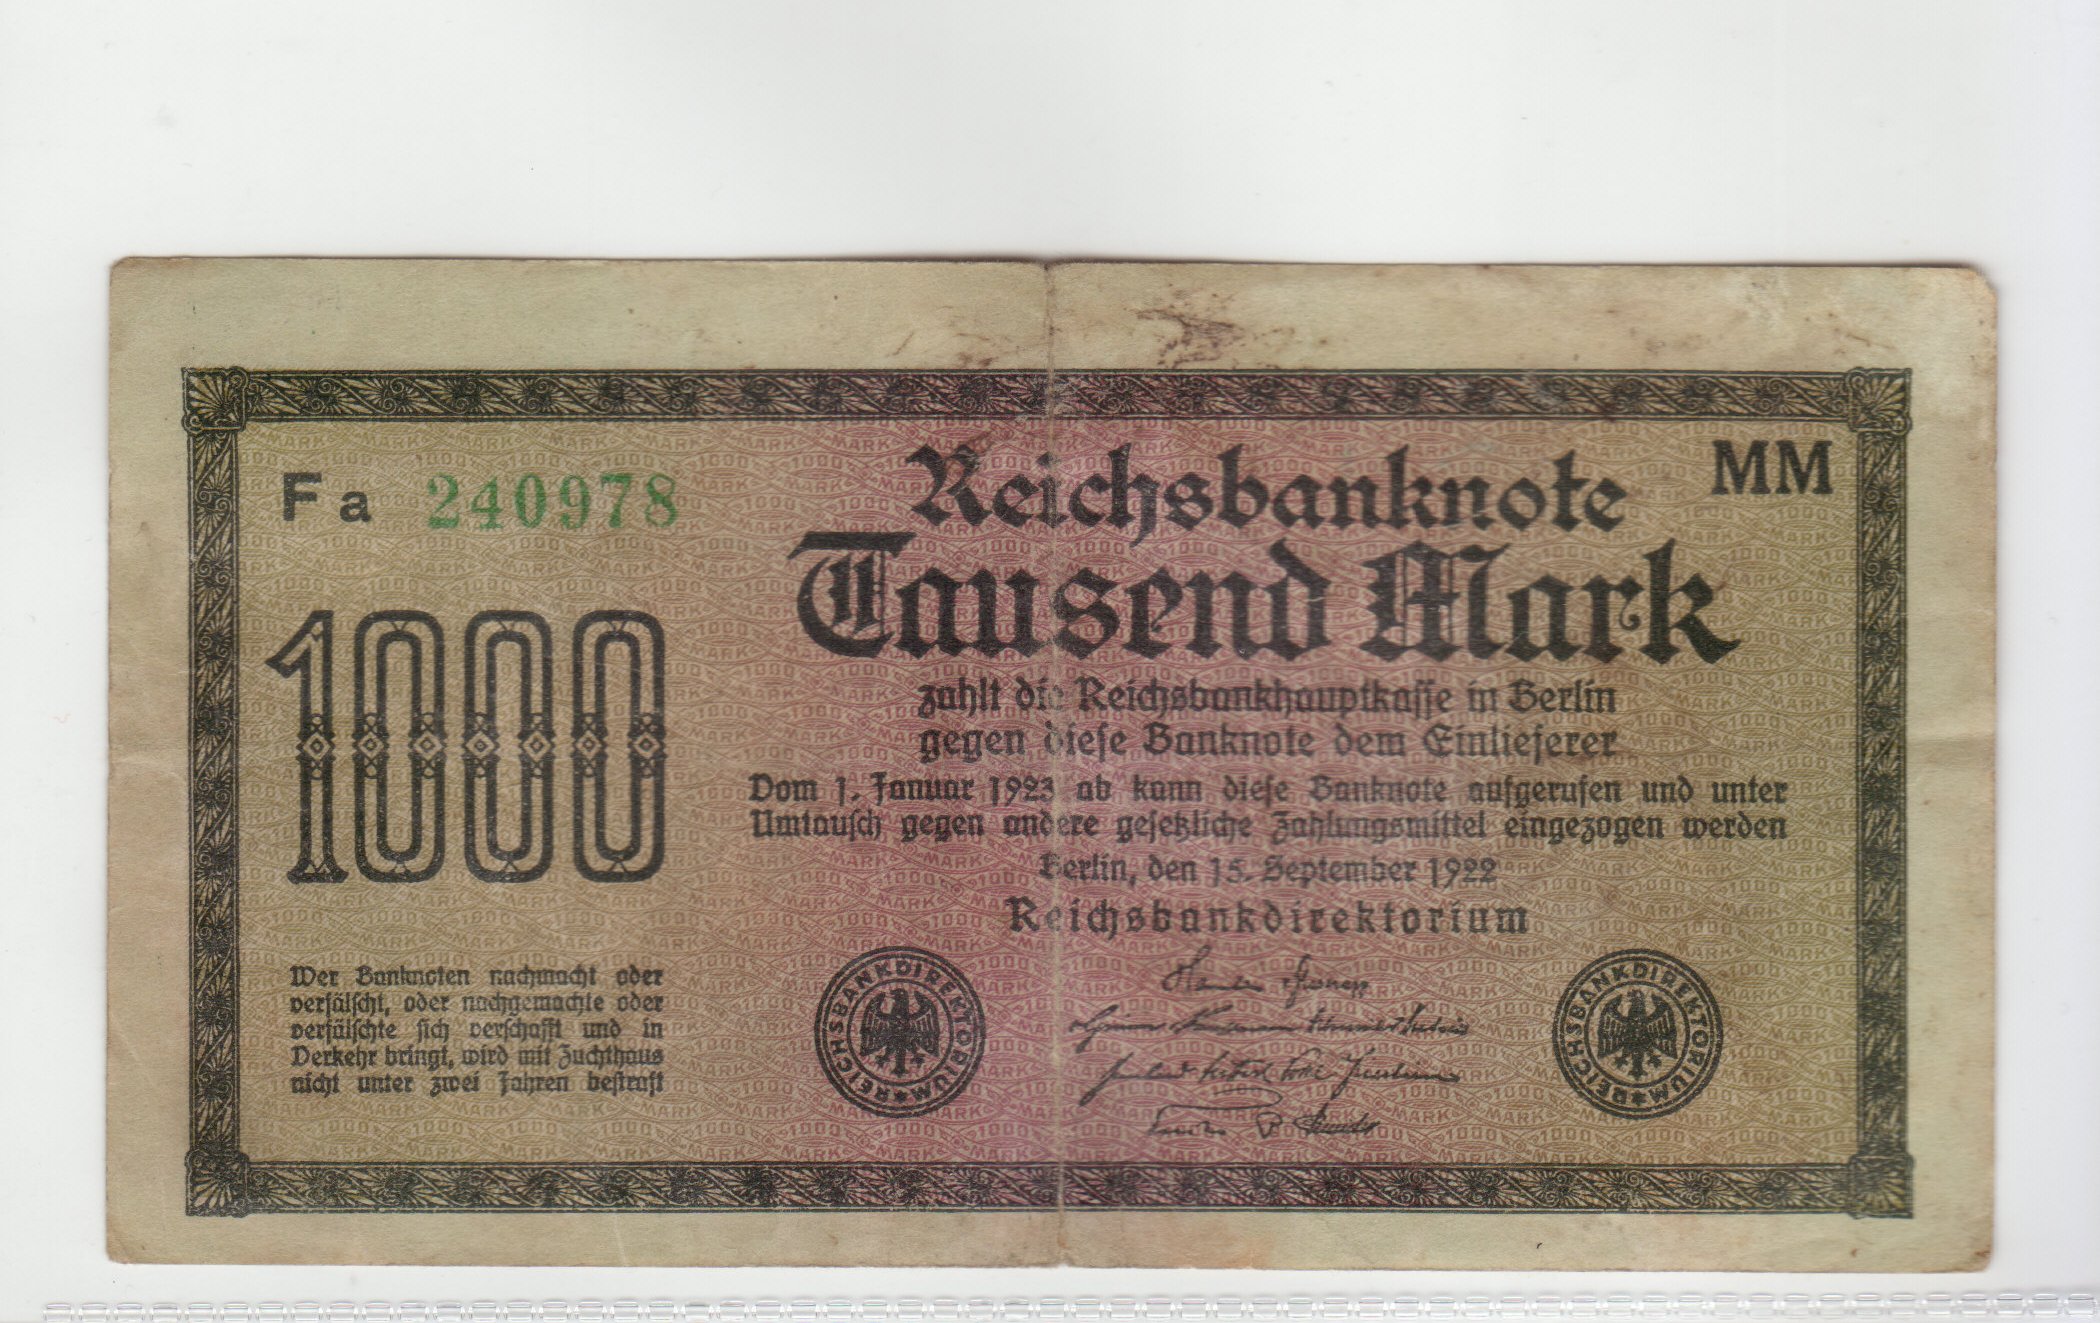 Fa 240978
MM
Reichsbanknote
Tausend Mark
zahlt die Reichsbankhauptkasse in Berlin
gegen diese Banknote dem Einlieferer
Vom 1. Januar 1923 ab kann diese Banknote aufgerufen und unter
Umtausch gegen andere gesetzliche Zahlungsmittel eingezogen werden
Berlin, den 15. September 1922
Reichsbankdirektorium
1000
Wer Banknoten nachmacht oder
verfälscht, oder nachgemachte oder
verfälschte sich verschafft und in
Verkehr bringt, wird mit Zuchthaus
nicht unter zwei Jahren bestraft
REICHSBANKDIREKTORIUM
REICHSBANKDIREKTORIUM